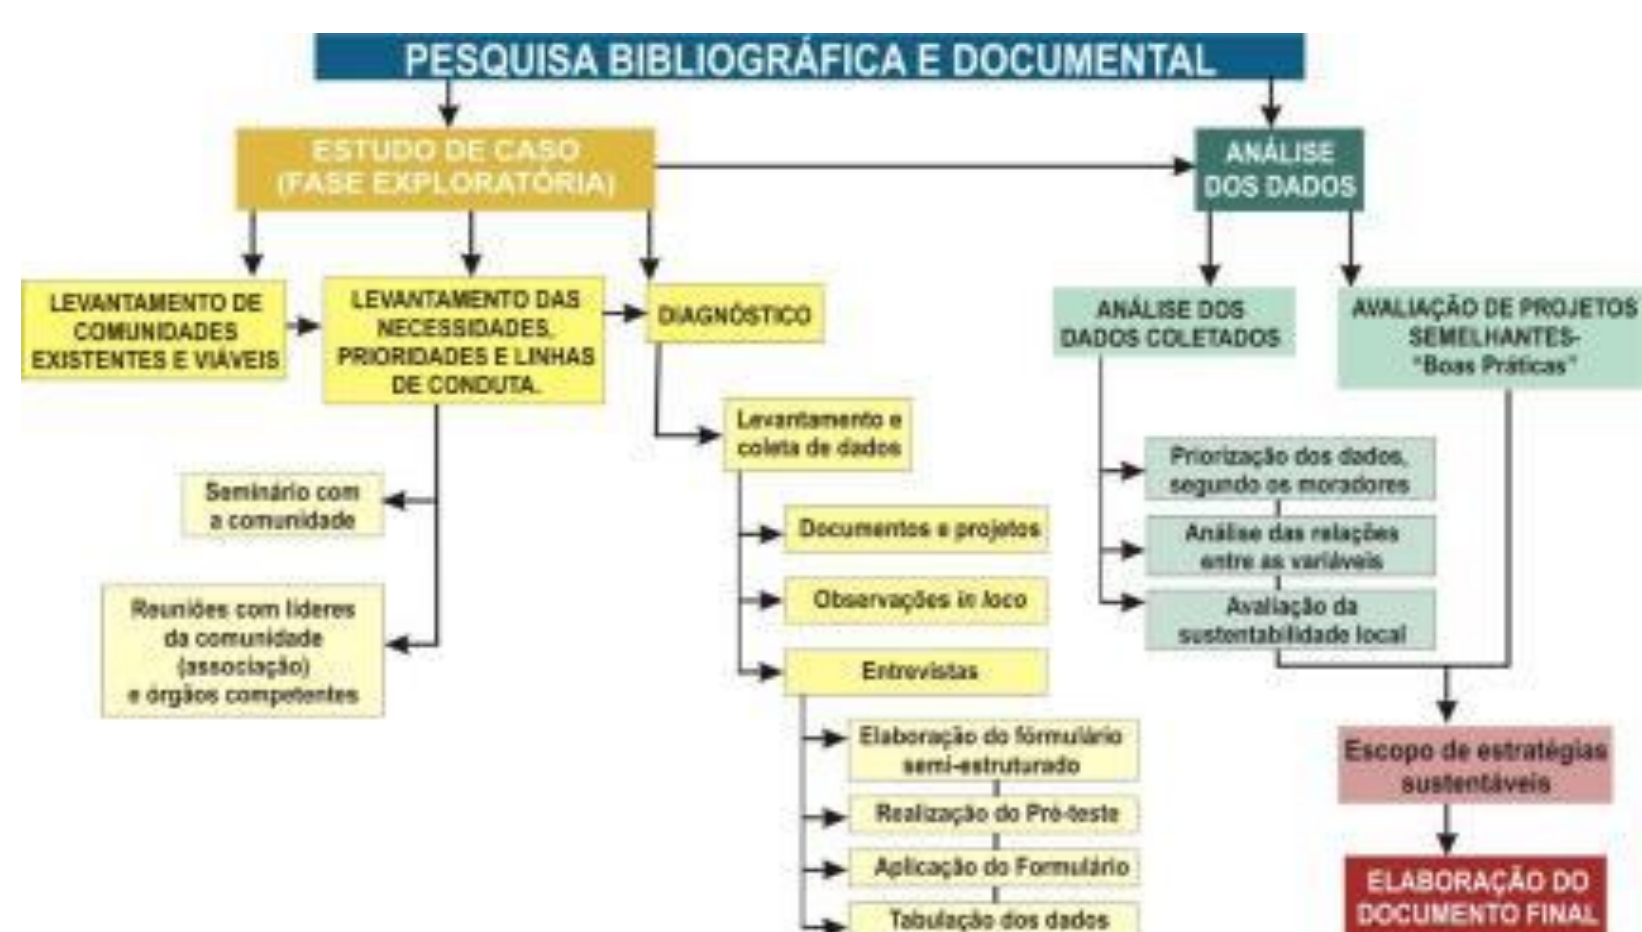 PESQUISA BIBLIOGRÁFICA E DOCUMENTAL
ESTUDO DE CASO
(FASE EXPLORATÓRIA)
ANÁLISE
DOS DADOS
LEVANTAMENTO DE
COMUNIDADES
EXISTENTES E VIÁVEIS
LEVANTAMENTO DAS
NECESSIDADES,
PRIORIDADES E LINHAS
DE CONDUTA.
DIAGNÓSTICO
ANÁLISE DOS
DADOS COLETADOS
AVALIAÇÃO DE PROJETOS
SEMELHANTES-
"Boas Práticas"
Levantamento e
coleta de dados
Seminário com
a comunidade
Reuniões com líderes
da comunidade
(associação)
e órgãos competentes
Documentos e projetos
Observações in loco
Entrevistas
Elaboração do fórmulário
semi-estruturado
Realização do Pré-teste
Aplicação do Formulário
Tabulação dos dados
Priorização dos dados,
segundo os moradores
Análise das relações
entre as variáveis
Avaliação da
sustentabilidade local
Escopo de estratégias
sustentáveis
ELABORAÇÃO DO
DOCUMENTO FINAL